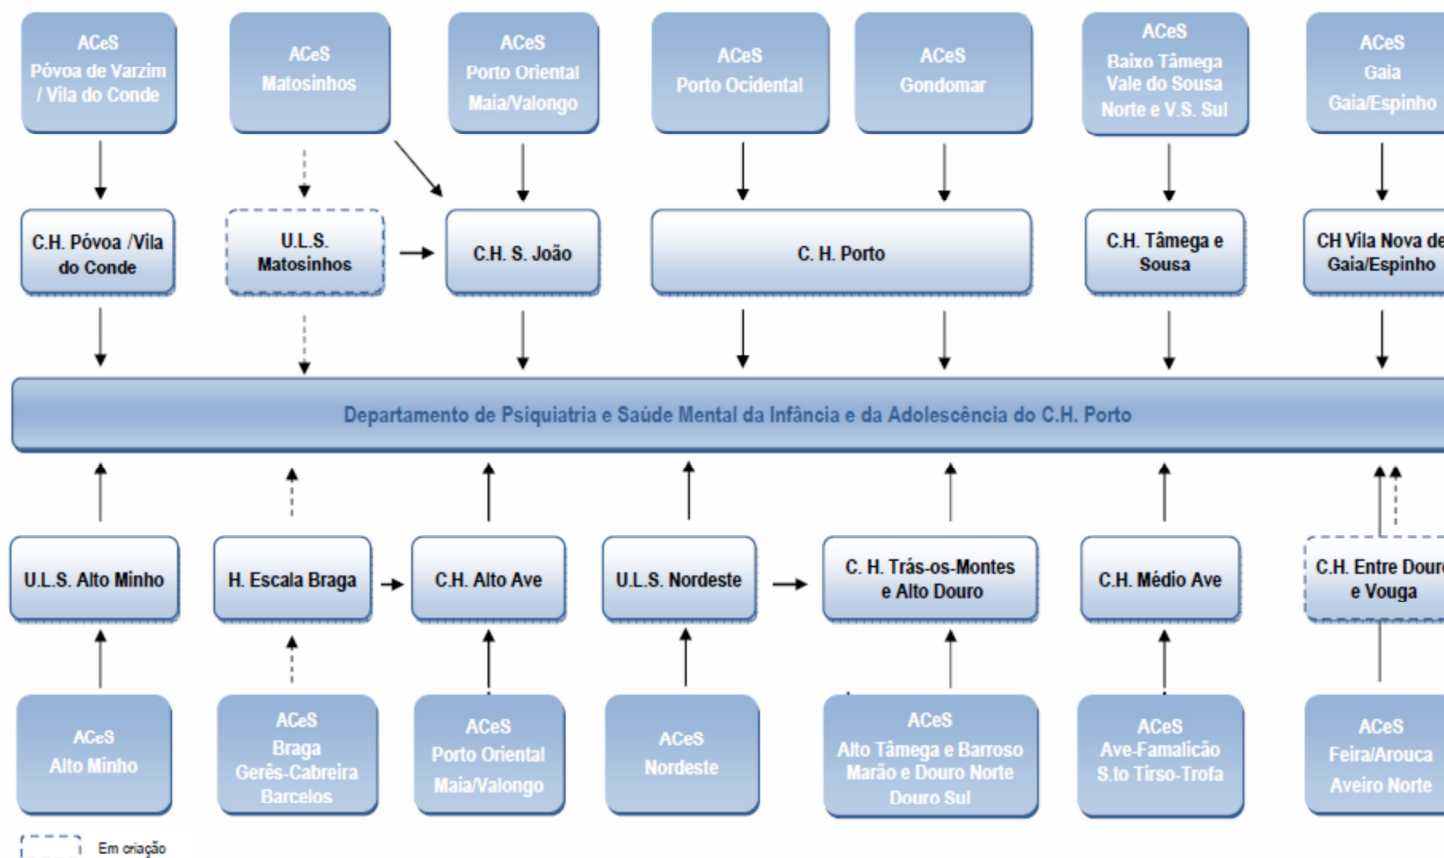 ACeS
Póvoa de Varzim
/ Vila do Conde
ACeS
Matosinhos
ACeS
Porto Oriental
Maia/Valongo
ACeS
Porto Ocidental
ACeS
Gondomar
ACeS
Baixo Tâmega
Vale do Sousa
Norte e V.S. Sul
ACeS
Gaia
Gaia/Espinho
C.H. Póvoa /Vila
do Conde
U.L.S.
Matosinhos
C.H. S. João
C. H. Porto
C.H. Tâmega e
Sousa
CH Vila Nova de
Gaia/Espinho
Departamento de Psiquiatria e Saúde Mental da Infância e da Adolescência do C.H. Porto
U.L.S. Alto Minho
H. Escala Braga
C.H. Alto Ave
U.L.S. Nordeste
C. H. Trás-os-Montes
e Alto Douro
C.H. Médio Ave
C.H. Entre Douro
e Vouga
ACeS
Alto Minho
ACeS
Braga
Gerês-Cabreira
Barcelos
ACeS
Porto Oriental
Maia/Valongo
ACeS
Nordeste
ACeS
Alto Tâmega e Barroso
Marão e Douro Norte
Douro Sul
ACeS
Ave-Famalicão
S.to Tirso-Trofa
ACeS
Feira/Arouca
Aveiro Norte
Em criação